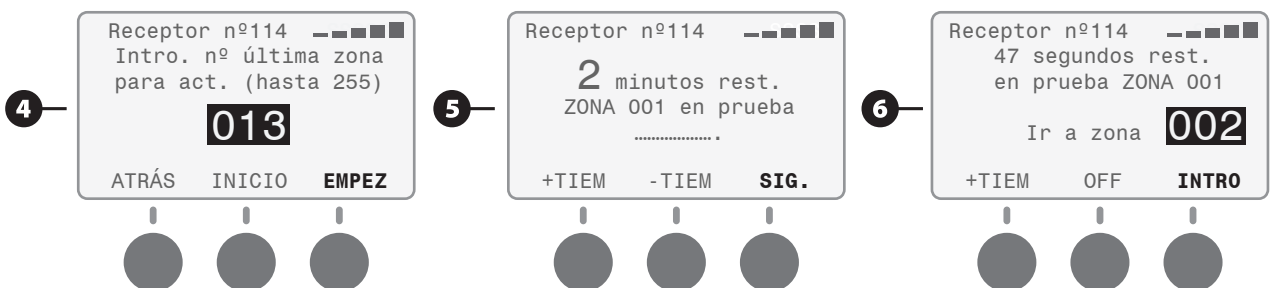 4
Receptor nº114
Intro. nº última zona
para act. (hasta 255)
013
ATRÁS INICIO EMPEZ
5
Receptor nº114
2 minutos rest.
ZONA 001 en prueba
...................
+TIEM -TIEM SIG.
6
Receptor nº114
47 segundos rest.
en prueba ZONA 001
Ir a zona 002
+TIEM OFF INTRO